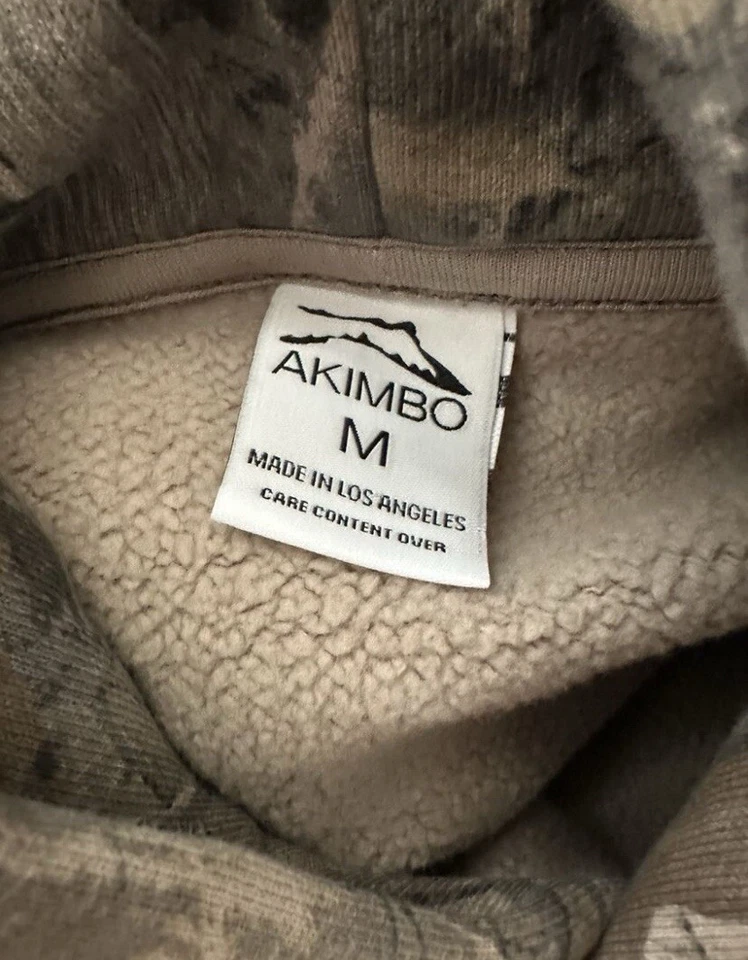 AKIMBO
M
MADE IN LOS ANGELES
CARE CONTENT OVER